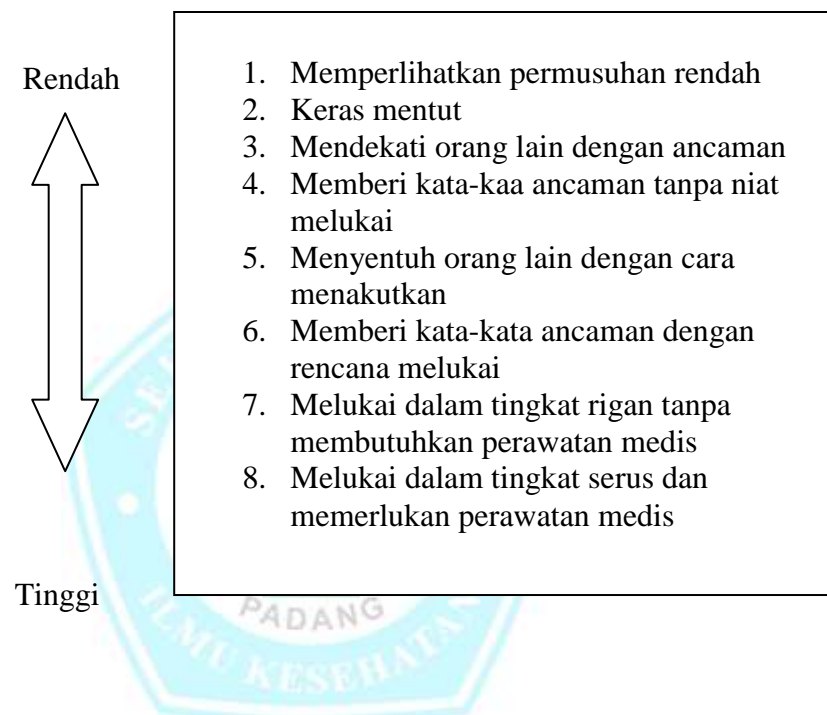 Rendah
1. Memperlihatkan permusuhan rendah
2. Keras mentut
3. Mendekati orang lain dengan ancaman
4. Memberi kata-kaa ancaman tanpa niat
melukai
5. Menyentuh orang lain dengan cara
menakutkan
6. Memberi kata-kata ancaman dengan
rencana melukai
7. Melukai dalam tingkat rigan tanpa
membutuhkan perawatan medis
8. Melukai dalam tingkat serus dan
memerlukan perawatan medis
Tinggi
PADANG
ILMU KESEHATAN